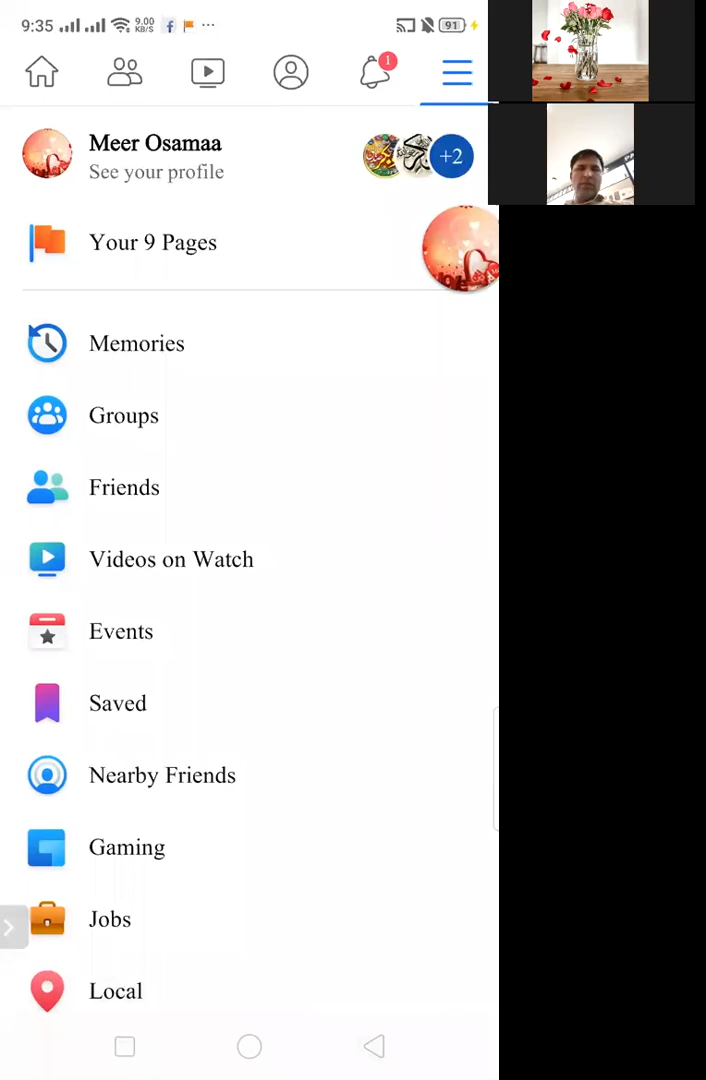 9:35 9.00 KB/S 91
1
Meer Osamaa
See your profile
+2
Your 9 Pages
Memories
Groups
Friends
Videos on Watch
Events
Saved
Nearby Friends
Gaming
Jobs
Local